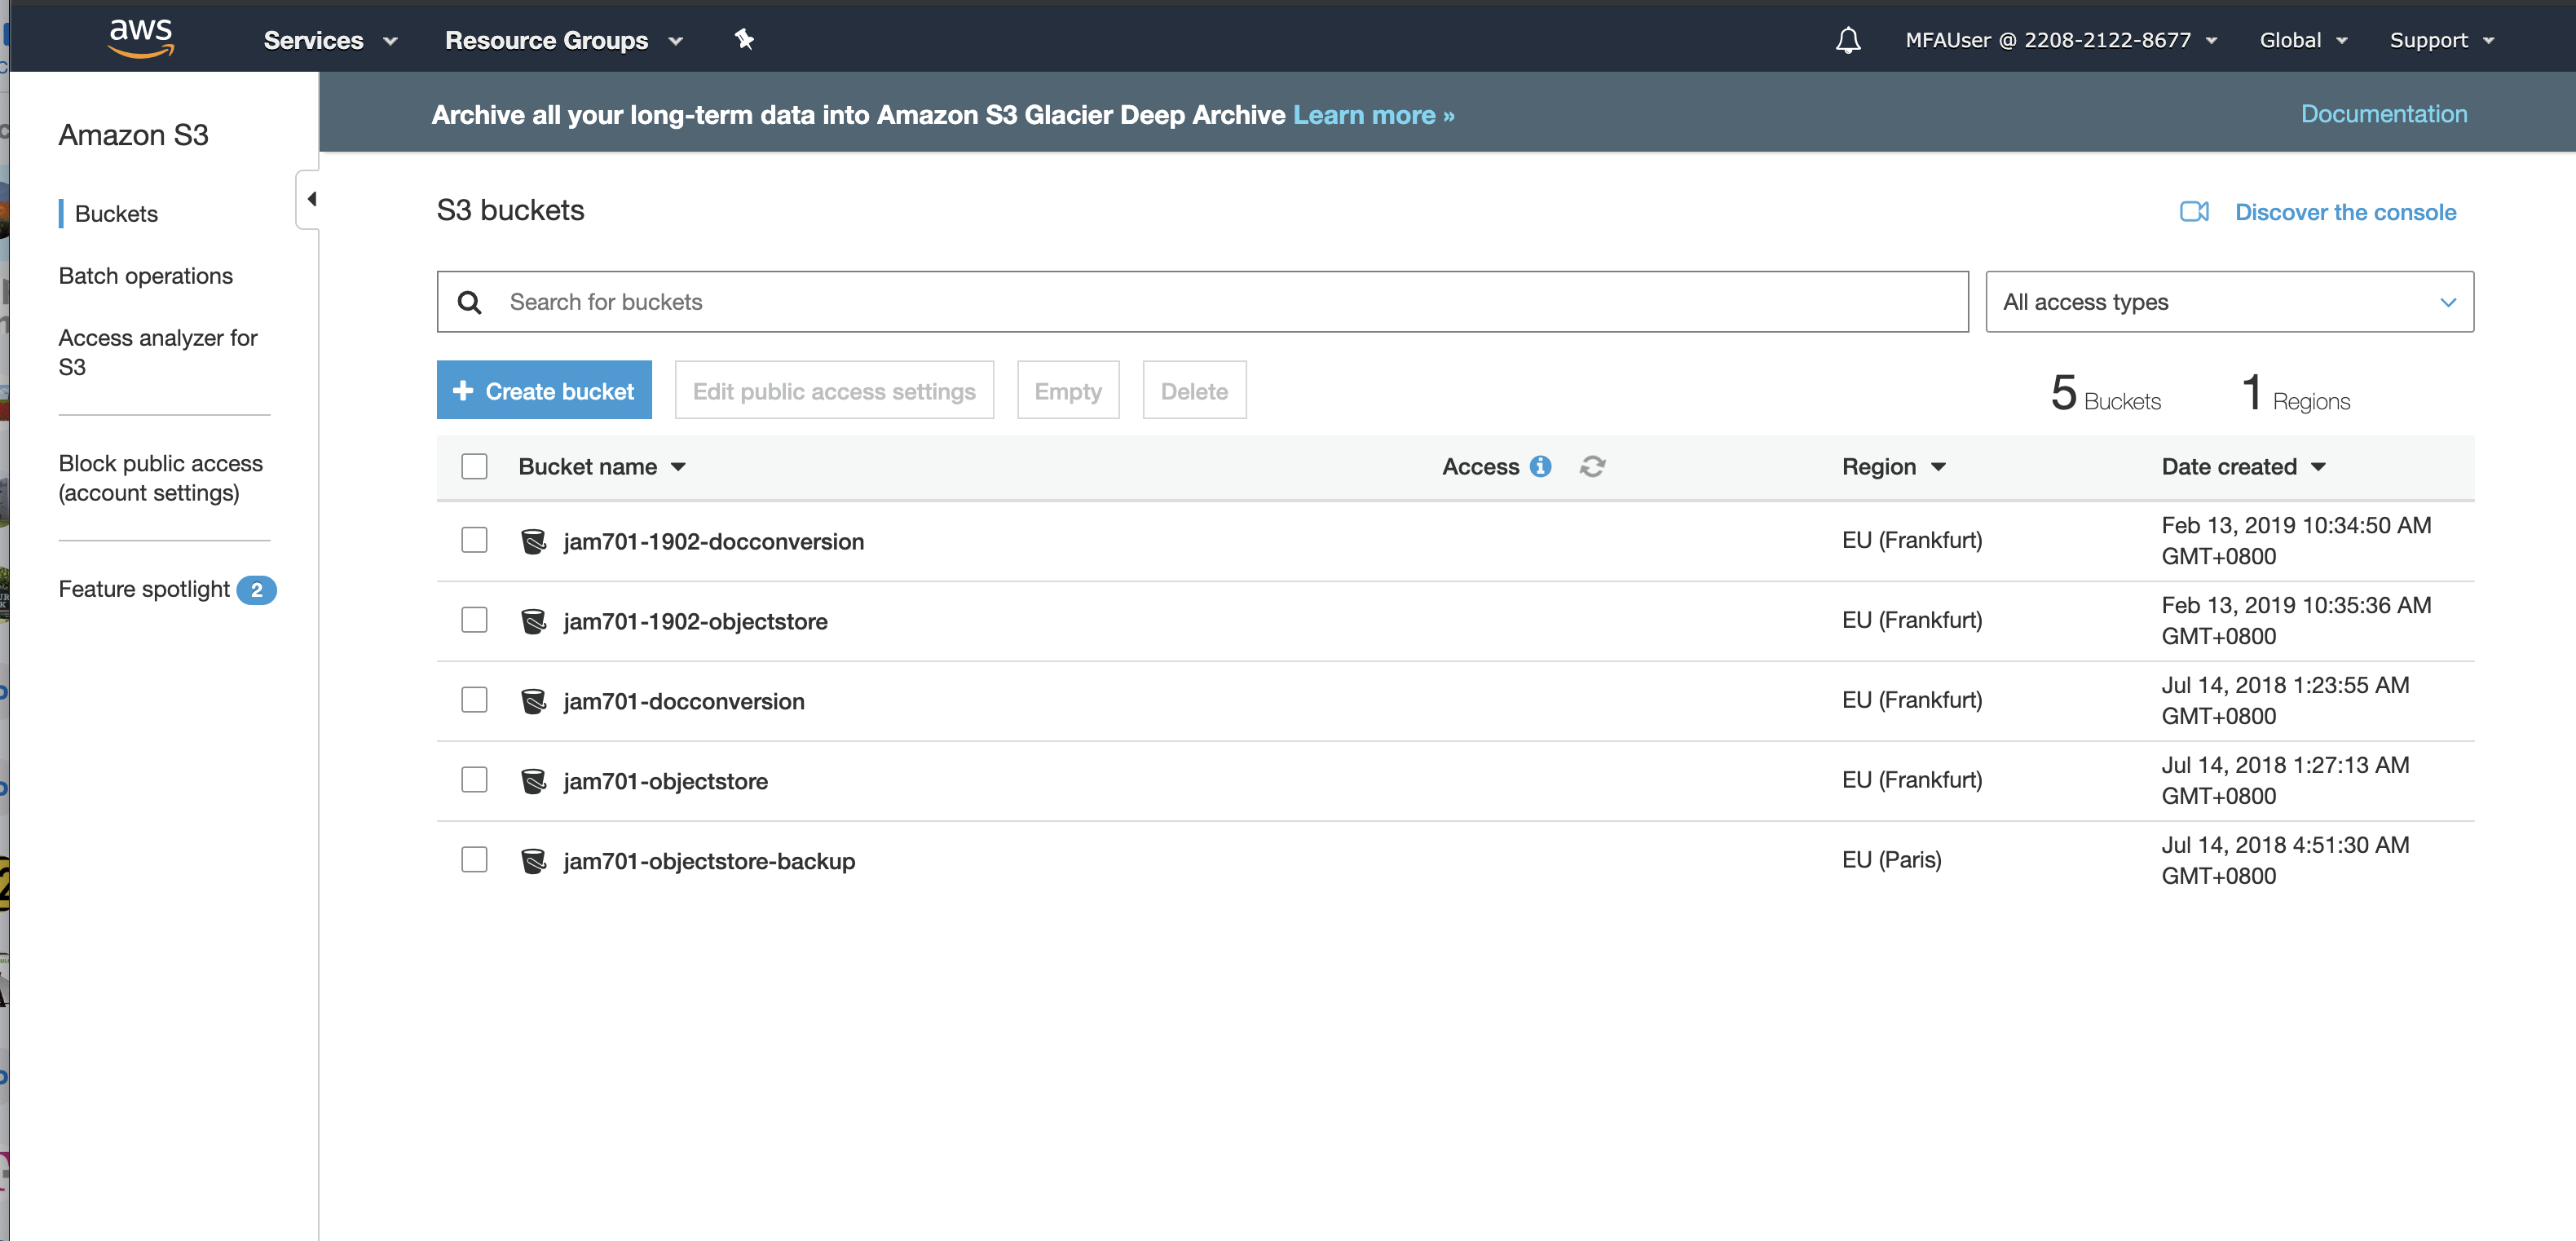 aws
Services
Resource Groups
MFAUser @ 2208-2122-8677
Global
Support
Amazon S3
Buckets
Batch operations
Access analyzer for
S3
Block public access
(account settings)
Feature spotlight 2
Archive all your long-term data into Amazon S3 Glacier Deep Archive Learn more »
Documentation
S3 buckets
Discover the console
Search for buckets
All access types
+ Create bucket
Edit public access settings
Empty
Delete
5 Buckets
1 Regions
Bucket name
Access
Region
Date created
jam701-1902-docconversion
EU (Frankfurt)
Feb 13, 2019 10:34:50 AM
GMT+0800
jam701-1902-objectstore
EU (Frankfurt)
Feb 13, 2019 10:35:36 AM
GMT+0800
jam701-docconversion
EU (Frankfurt)
Jul 14, 2018 1:23:55 AM
GMT+0800
jam701-objectstore
EU (Frankfurt)
Jul 14, 2018 1:27:13 AM
GMT+0800
jam701-objectstore-backup
EU (Paris)
Jul 14, 2018 4:51:30 AM
GMT+0800